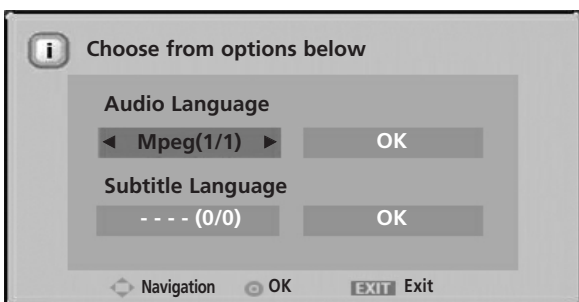 i Choose from options below
Audio Language
◄ Mpeg(1/1) ► OK
Subtitle Language
- - - - (0/0) OK
Navigation OK EXIT Exit